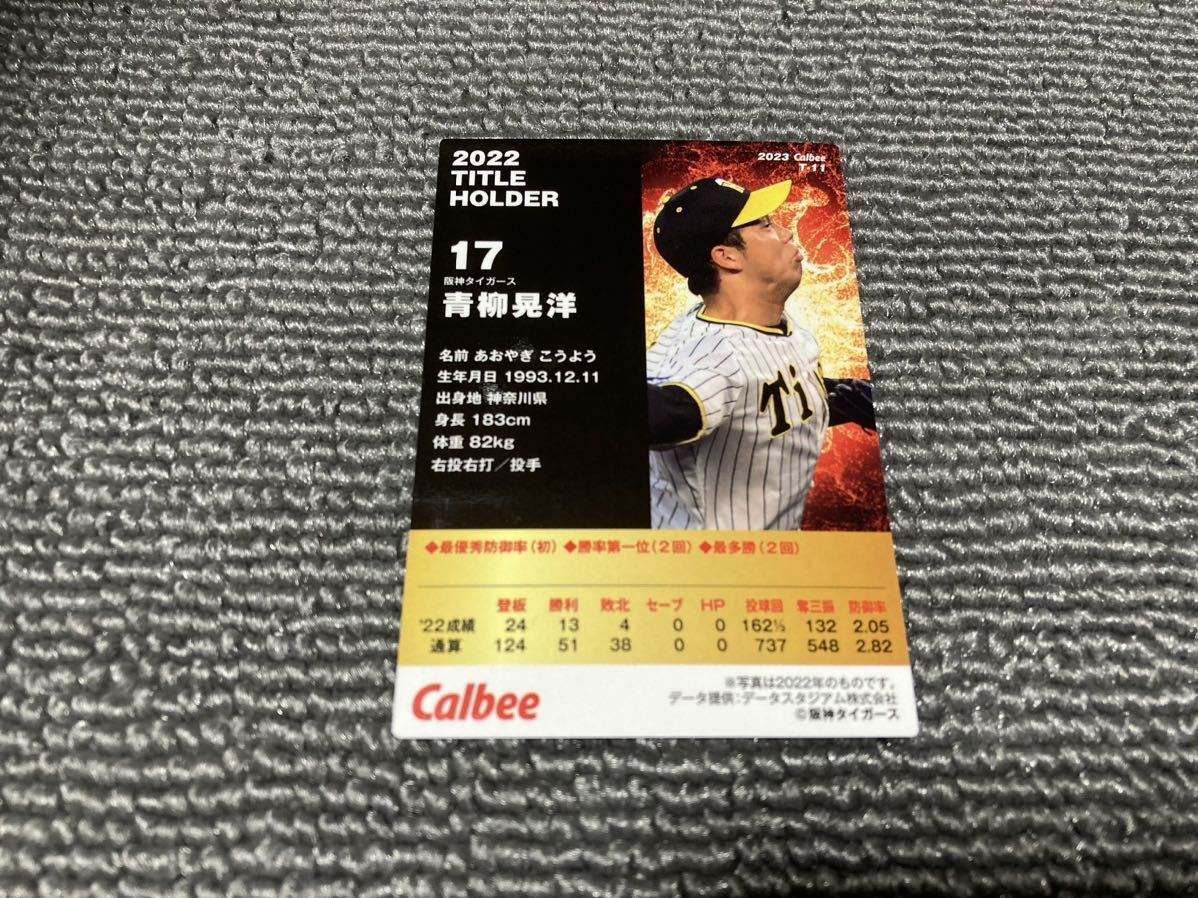 2022
TITLE
HOLDER
2023 Calbee
T-11
17
阪神タイガース
青柳晃洋
名前 あおやぎ こうよう
生年月日 1993.12.11
出身地 神奈川県
身長 183cm
体重 82kg
右投右打／投手
Ti
◆最優秀防御率(初) ◆勝率第一位(2回) ◆最多勝(2回)
登板 勝利 敗北 セーブ HP 投球回 奪三振 防御率
'22成績 24 13 4 0 0 162⅓ 132 2.05
通算 124 51 38 0 0 737 548 2.82
Calbee
※写真は2022年のものです。
データ提供:データスタジアム株式会社
©阪神タイガース